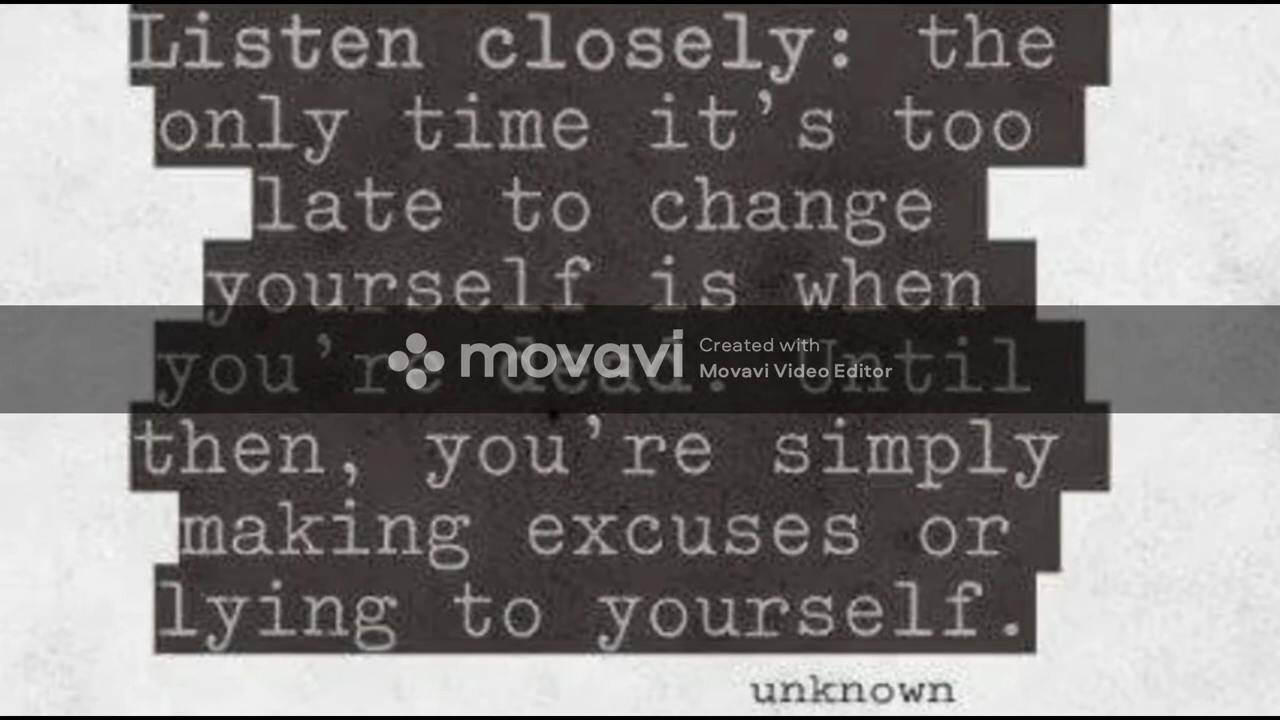 Listen closely: the
only time it's too
late to change
yourself is when
you're dead. Until
movavi
Created with
Movavi Video Editor
then, you're simply
making excuses or
lying to yourself.
unknown